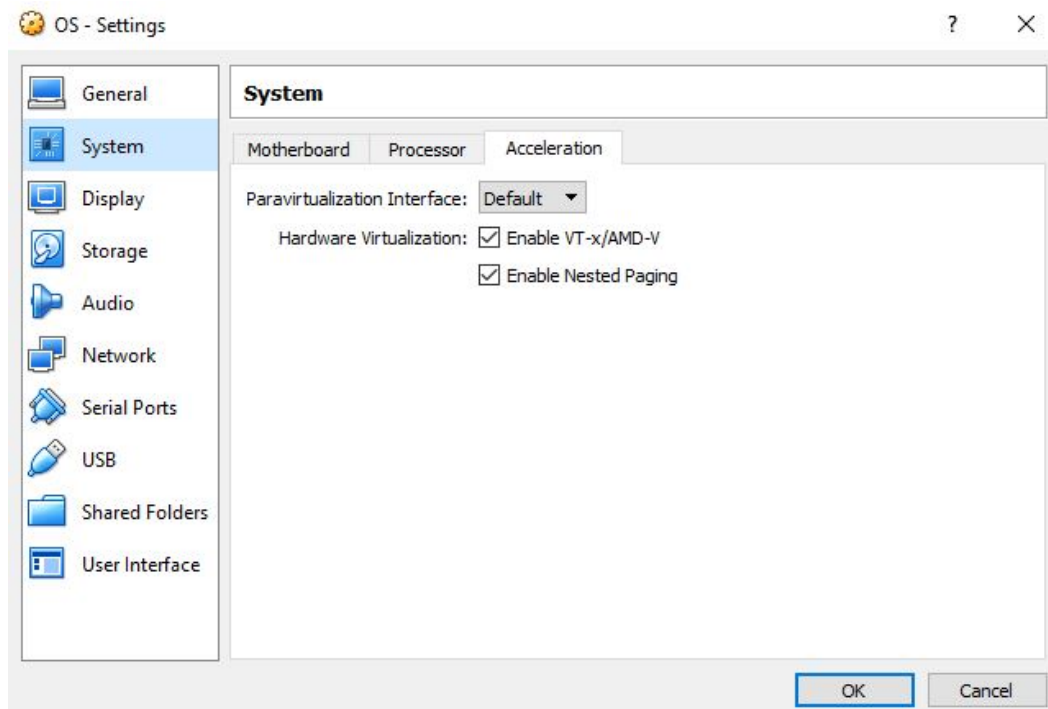 OS - Settings
?
General
System
Display
Storage
Audio
Network
Serial Ports
USB
Shared Folders
User Interface
System
Motherboard Processor Acceleration
Paravirtualization Interface: Default
Hardware Virtualization: Enable VT-x/AMD-V
Enable Nested Paging
OK Cancel